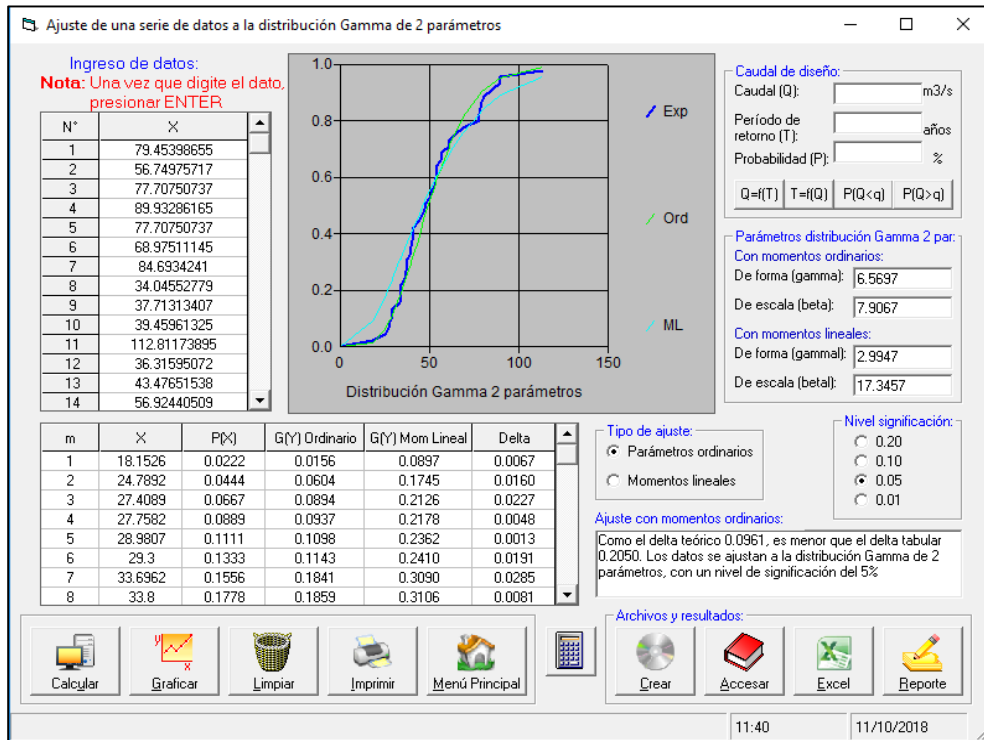 Ajuste de una serie de datos a la distribución Gamma de 2 parámetros
Ingreso de datos:
Nota: Una vez que digite el dato,
presionar ENTER
N° X
1 79.45398655
2 56.74975717
3 77.70750737
4 89.93286165
5 77.70750737
6 68.97511145
7 84.6934241
8 34.04552779
9 37.71313407
10 39.45961325
11 112.81173895
12 36.31595072
13 43.47651538
14 56.92440509
1.0
0.8
0.6
0.4
0.2
0.0
0 50 100 150
Exp
Ord
ML
Distribución Gamma 2 parámetros
Caudal de diseño:
Caudal (Q): m3/s
Período de
retorno (T): años
Probabilidad (P): %
Q=f(T) T=f(Q) P(Q<q) P(Q>q)
Parámetros distribución Gamma 2 par:
Con momentos ordinarios:
De forma (gamma): 6.5697
De escala (beta): 7.9067
Con momentos lineales:
De forma (gammal): 2.9947
De escala (betal): 17.3457
m X P(X) G(Y) Ordinario G(Y) Mom Lineal Delta
1 18.1526 0.0222 0.0156 0.0897 0.0067
2 24.7892 0.0444 0.0604 0.1745 0.0160
3 27.4089 0.0667 0.0894 0.2126 0.0227
4 27.7582 0.0889 0.0937 0.2178 0.0048
5 28.9807 0.1111 0.1098 0.2362 0.0013
6 29.3 0.1333 0.1143 0.2410 0.0191
7 33.6962 0.1556 0.1841 0.3090 0.0285
8 33.8 0.1778 0.1859 0.3106 0.0081
Tipo de ajuste:
Parámetros ordinarios
Momentos lineales
Nivel significación:
0.20
0.10
0.05
0.01
Ajuste con momentos ordinarios:
Como el delta teórico 0.0961, es menor que el delta tabular
0.2050. Los datos se ajustan a la distribución Gamma de 2
parámetros, con un nivel de significación del 5%
Calcular
Graficar
Limpiar
Imprimir
Menú Principal
Archivos y resultados:
Crear
Accesar
Excel
Reporte
11:40 11/10/2018